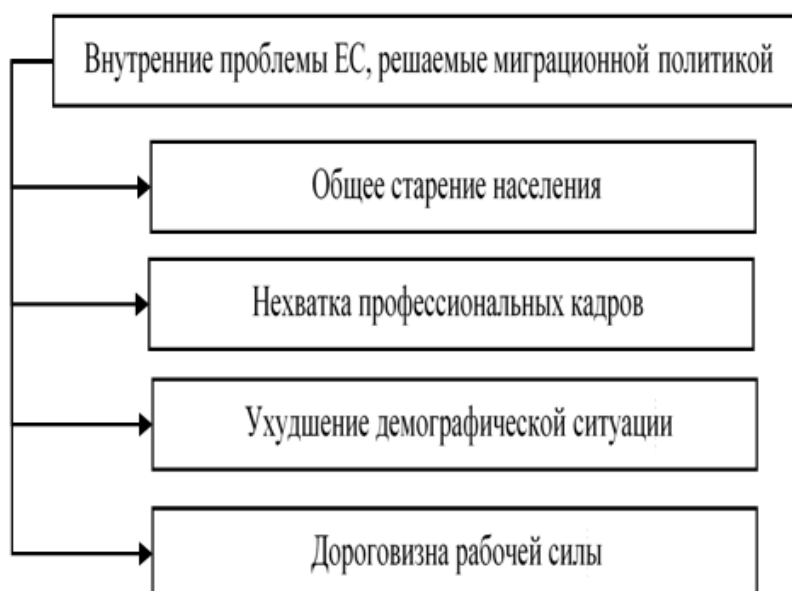 Внутренние проблемы ЕС, решаемые миграционной политикой
Общее старение населения
Нехватка профессиональных кадров
Ухудшение демографической ситуации
Дороговизна рабочей силы